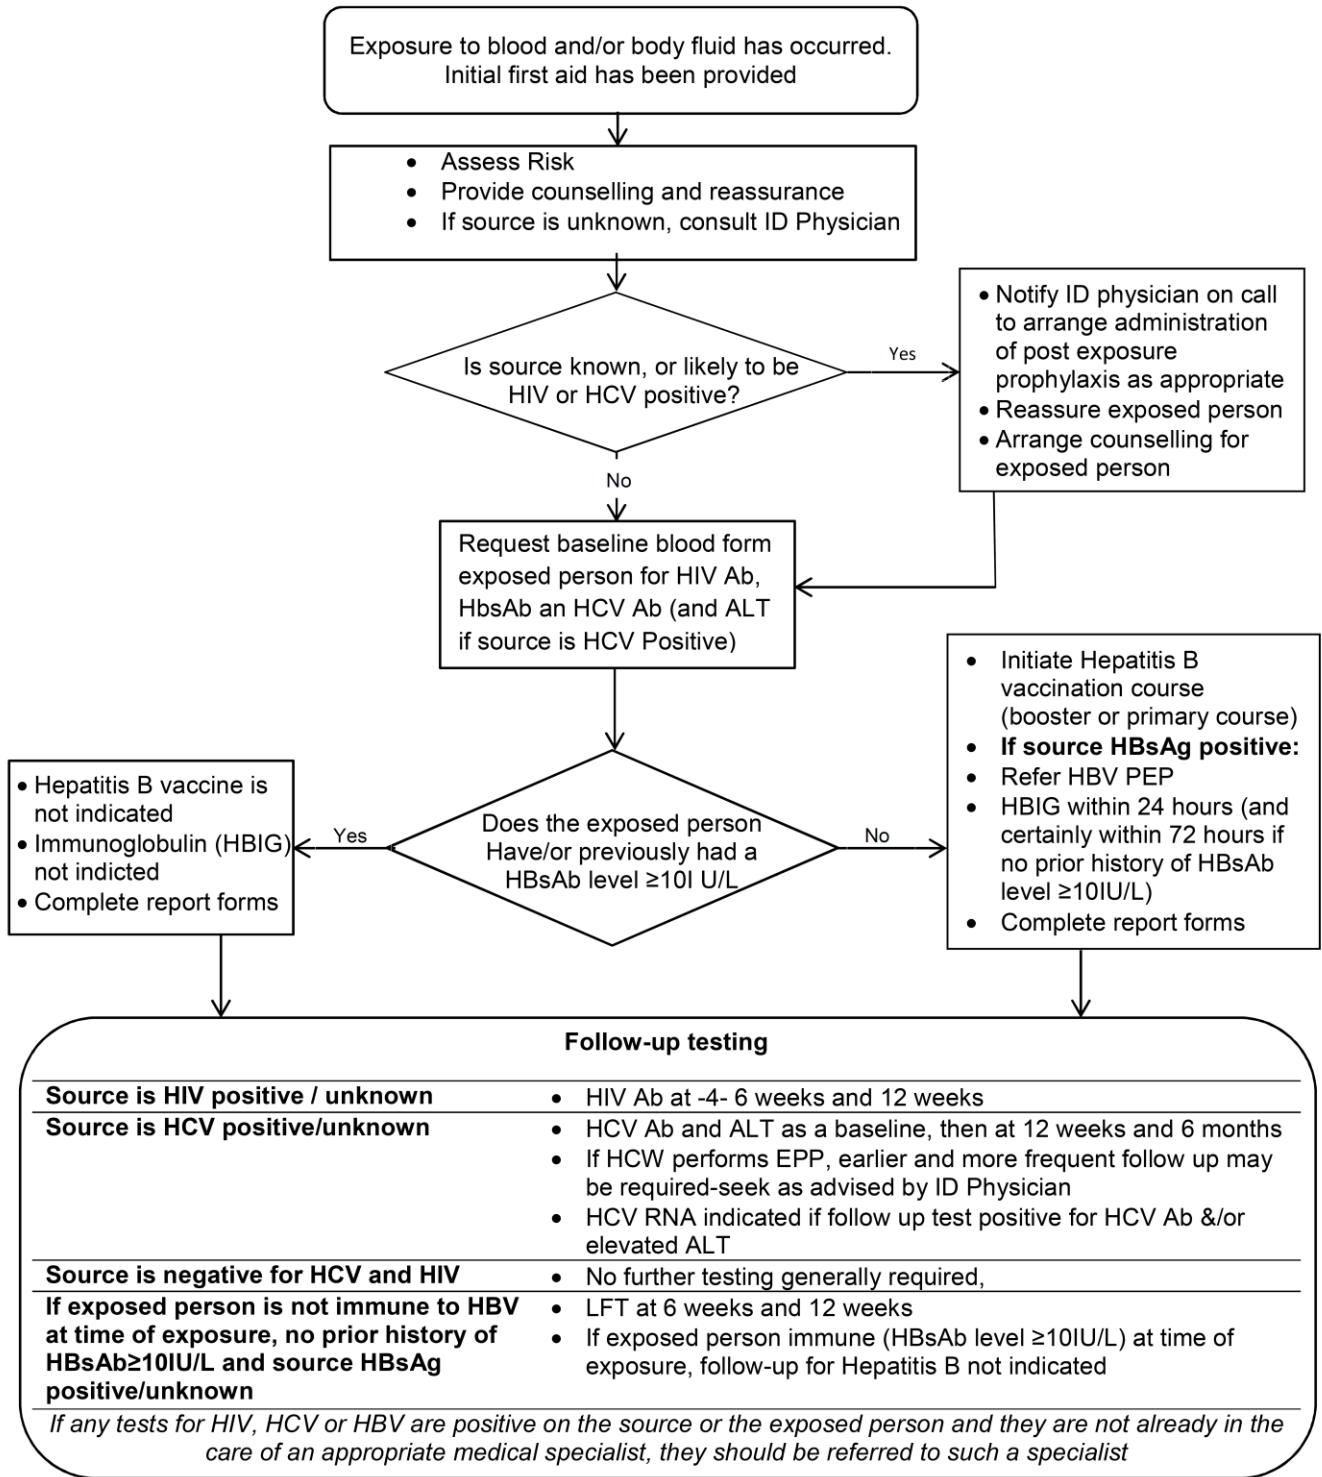 Exposure to blood and/or body fluid has occurred.
Initial first aid has been provided
• Assess Risk
• Provide counselling and reassurance
• If source is unknown, consult ID Physician
Is source known, or likely to be
HIV or HCV positive?
Yes
• Notify ID physician on call
to arrange administration
of post exposure
prophylaxis as appropriate
• Reassure exposed person
• Arrange counselling for
exposed person
No
Request baseline blood form
exposed person for HIV Ab,
HbsAb an HCV Ab (and ALT
if source is HCV Positive)
Does the exposed person
Have/or previously had a
HBsAb level ≥10I U/L
Yes
• Hepatitis B vaccine is
not indicated
• Immunoglobulin (HBIG)
not indicted
• Complete report forms
No
• Initiate Hepatitis B
vaccination course
(booster or primary course)
• If source HBsAg positive:
• Refer HBV PEP
• HBIG within 24 hours (and
certainly within 72 hours if
no prior history of HBsAb
level ≥10IU/L)
• Complete report forms
Follow-up testing
Source is HIV positive / unknown
• HIV Ab at -4- 6 weeks and 12 weeks
Source is HCV positive/unknown
• HCV Ab and ALT as a baseline, then at 12 weeks and 6 months
• If HCW performs EPP, earlier and more frequent follow up may
be required-seek as advised by ID Physician
• HCV RNA indicated if follow up test positive for HCV Ab &/or
elevated ALT
Source is negative for HCV and HIV
• No further testing generally required,
If exposed person is not immune to HBV
at time of exposure, no prior history of
HBsAb≥10IU/L and source HBsAg
positive/unknown
• LFT at 6 weeks and 12 weeks
• If exposed person immune (HBsAb level ≥10IU/L) at time of
exposure, follow-up for Hepatitis B not indicated
If any tests for HIV, HCV or HBV are positive on the source or the exposed person and they are not already in the
care of an appropriate medical specialist, they should be referred to such a specialist